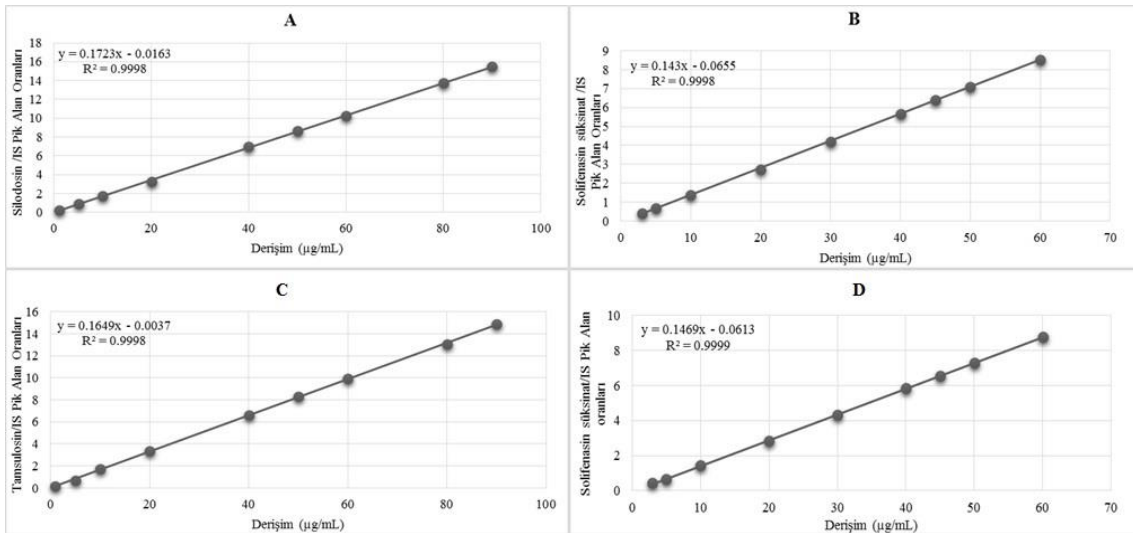 A
Silodosin /IS Pik Alan Oranları
y = 0.1723x - 0.0163
R² = 0.9998
18
16
14
12
10
8
6
4
2
0
0 20 40 60 80 100
Derişim (µg/mL)
B
Solifenasin süksinat /IS
Pik Alan Oranları
y = 0.143x - 0.0655
R² = 0.9998
9
8
7
6
5
4
3
2
1
0
0 10 20 30 40 50 60 70
Derişim (µg/mL)
C
Tamsulosin/IS Pik Alan Oranları
y = 0.1649x - 0.0037
R² = 0.9998
16
14
12
10
8
6
4
2
0
0 20 40 60 80 100
Derişim (µg/mL)
D
Solifenasin süksinat/IS Pik Alan
oranları
y = 0.1469x - 0.0613
R² = 0.9999
10
8
6
4
2
0
0 10 20 30 40 50 60 70
Derişim (µg/mL)